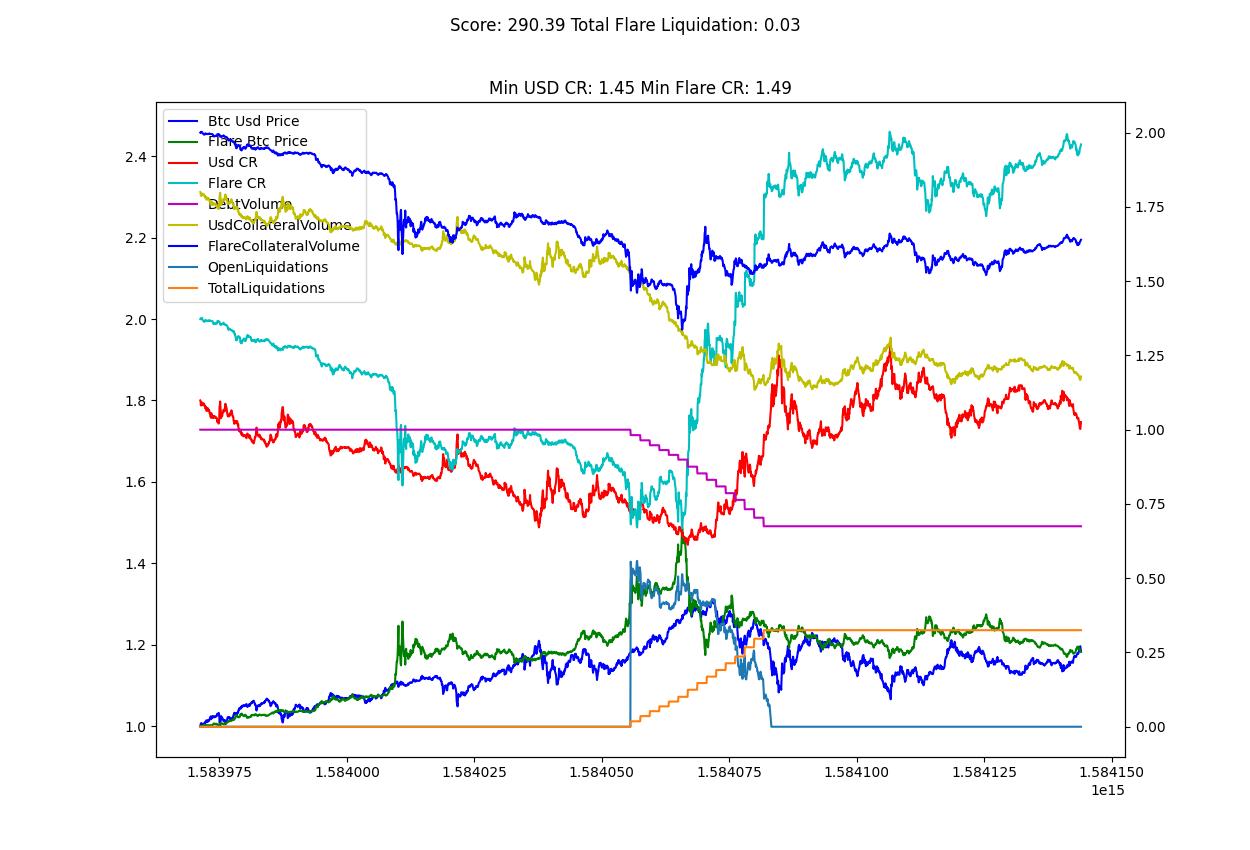 Score: 290.39 Total Flare Liquidation: 0.03
Min USD CR: 1.45 Min Flare CR: 1.49
Btc Usd Price
Flare Btc Price
Usd CR
Flare CR
DebtVolume
UsdCollateralVolume
FlareCollateralVolume
OpenLiquidations
TotalLiquidations
2.4
2.2
2.0
1.8
1.6
1.4
1.2
1.0
2.00
1.75
1.50
1.25
1.00
0.75
0.50
0.25
0.00
1.583975 1.584000 1.584025 1.584050 1.584075 1.584100 1.584125 1.584150
1e15